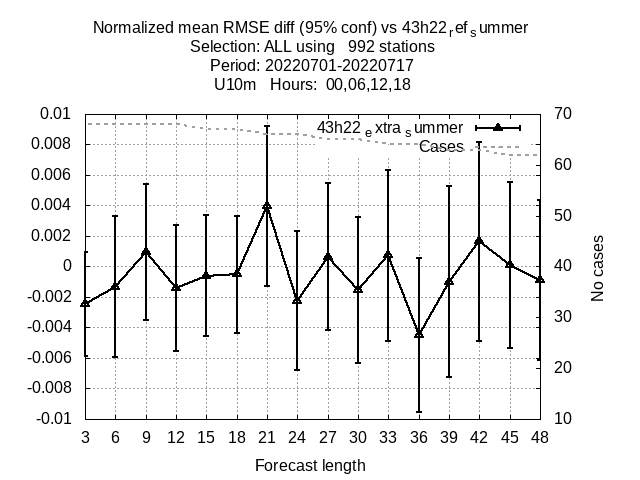 Normalized mean RMSE diff (95% conf) vs 43h22refsummer
Selection: ALL using 992 stations
Period: 20220701-20220717
U10m Hours: 00,06,12,18
43h22extrasummer
Cases
0.01
0.008
0.006
0.004
0.002
0
-0.002
-0.004
-0.006
-0.008
-0.01
70
60
50
40
30
20
10
No cases
3 6 9 12 15 18 21 24 27 30 33 36 39 42 45 48
Forecast length